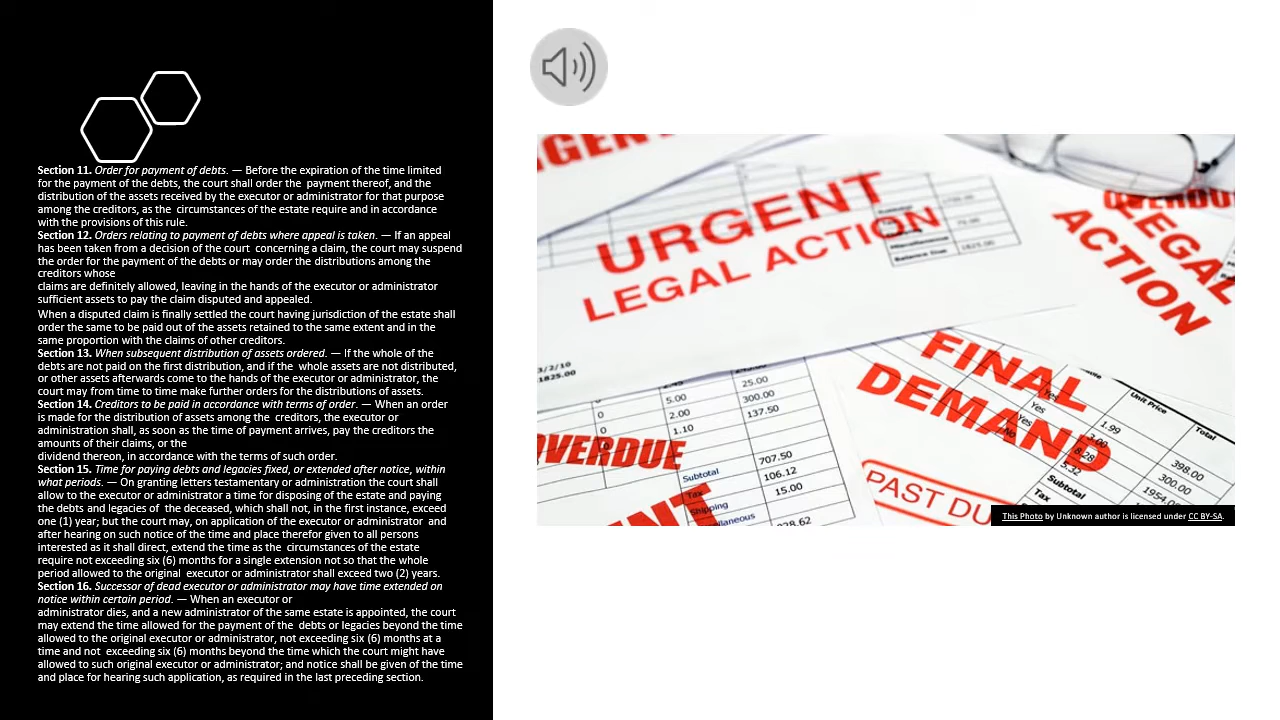 Section 11. Order for payment of debts. — Before the expiration of the time limited
for the payment of the debts, the court shall order the payment thereof, and the
distribution of the assets received by the executor or administrator for that purpose
among the creditors, as the circumstances of the estate require and in accordance
with the provisions of this rule.
Section 12. Orders relating to payment of debts where appeal is taken. — If an appeal
has been taken from a decision of the court concerning a claim, the court may suspend
the order for the payment of the debts or may order the distributions among the
creditors whose
claims are definitely allowed, leaving in the hands of the executor or administrator
sufficient assets to pay the claim disputed and appealed.
When a disputed claim is finally settled the court having jurisdiction of the estate shall
order the same to be paid out of the assets retained to the same extent and in the
same proportion with the claims of other creditors.
Section 13. When subsequent distribution of assets ordered. — If the whole of the
debts are not paid on the first distribution, and if the whole assets are not distributed,
or other assets afterwards come to the hands of the executor or administrator, the
court may from time to time make further orders for the distributions of assets.
Section 14. Creditors to be paid in accordance with terms of order. — When an order
is made for the distribution of assets among the creditors, the executor or
administration shall, as soon as the time of payment arrives, pay the creditors the
amounts of their claims, or the
dividend thereon, in accordance with the terms of such order.
Section 15. Time for paying debts and legacies fixed, or extended after notice, within
what periods. — On granting letters testamentary or administration the court shall
allow to the executor or administrator a time for disposing of the estate and paying
the debts and legacies of the deceased, which shall not, in the first instance, exceed
one (1) year; but the court may, on application of the executor or administrator and
after hearing on such notice of the time and place therefor given to all persons
interested as it shall direct, extend the time as the circumstances of the estate
require not exceeding six (6) months for a single extension not so that the whole
period allowed to the original executor or administrator shall exceed two (2) years.
Section 16. Successor of dead executor or administrator may have time extended on
notice within certain period. — When an executor or
administrator dies, and a new administrator of the same estate is appointed, the court
may extend the time allowed for the payment of the debts or legacies beyond the time
allowed to the original executor or administrator, not exceeding six (6) months at a
time and not exceeding six (6) months beyond the time which the court might have
allowed to such original executor or administrator; and notice shall be given of the time
and place for hearing such application, as required in the last preceding section.
URGENT
LEGAL ACTION
Balance Due
LEGAL
ACTION
FINAL
DEMAND
3/2/10
1825.00
0 5.00 25.00
0 2.00 300.00
0 1.10 137.50
OVERDUE
Subtotal 707.50
Tax 106.12
Shipping 15.00
Yes
Yes
Yes
No
Unit Price
Total
1.99
3.00
8.28
5.32
398.00
300.00
Subtotal
Tax
PAST DU
This Photo by Unknown author is licensed under CC BY-SA.